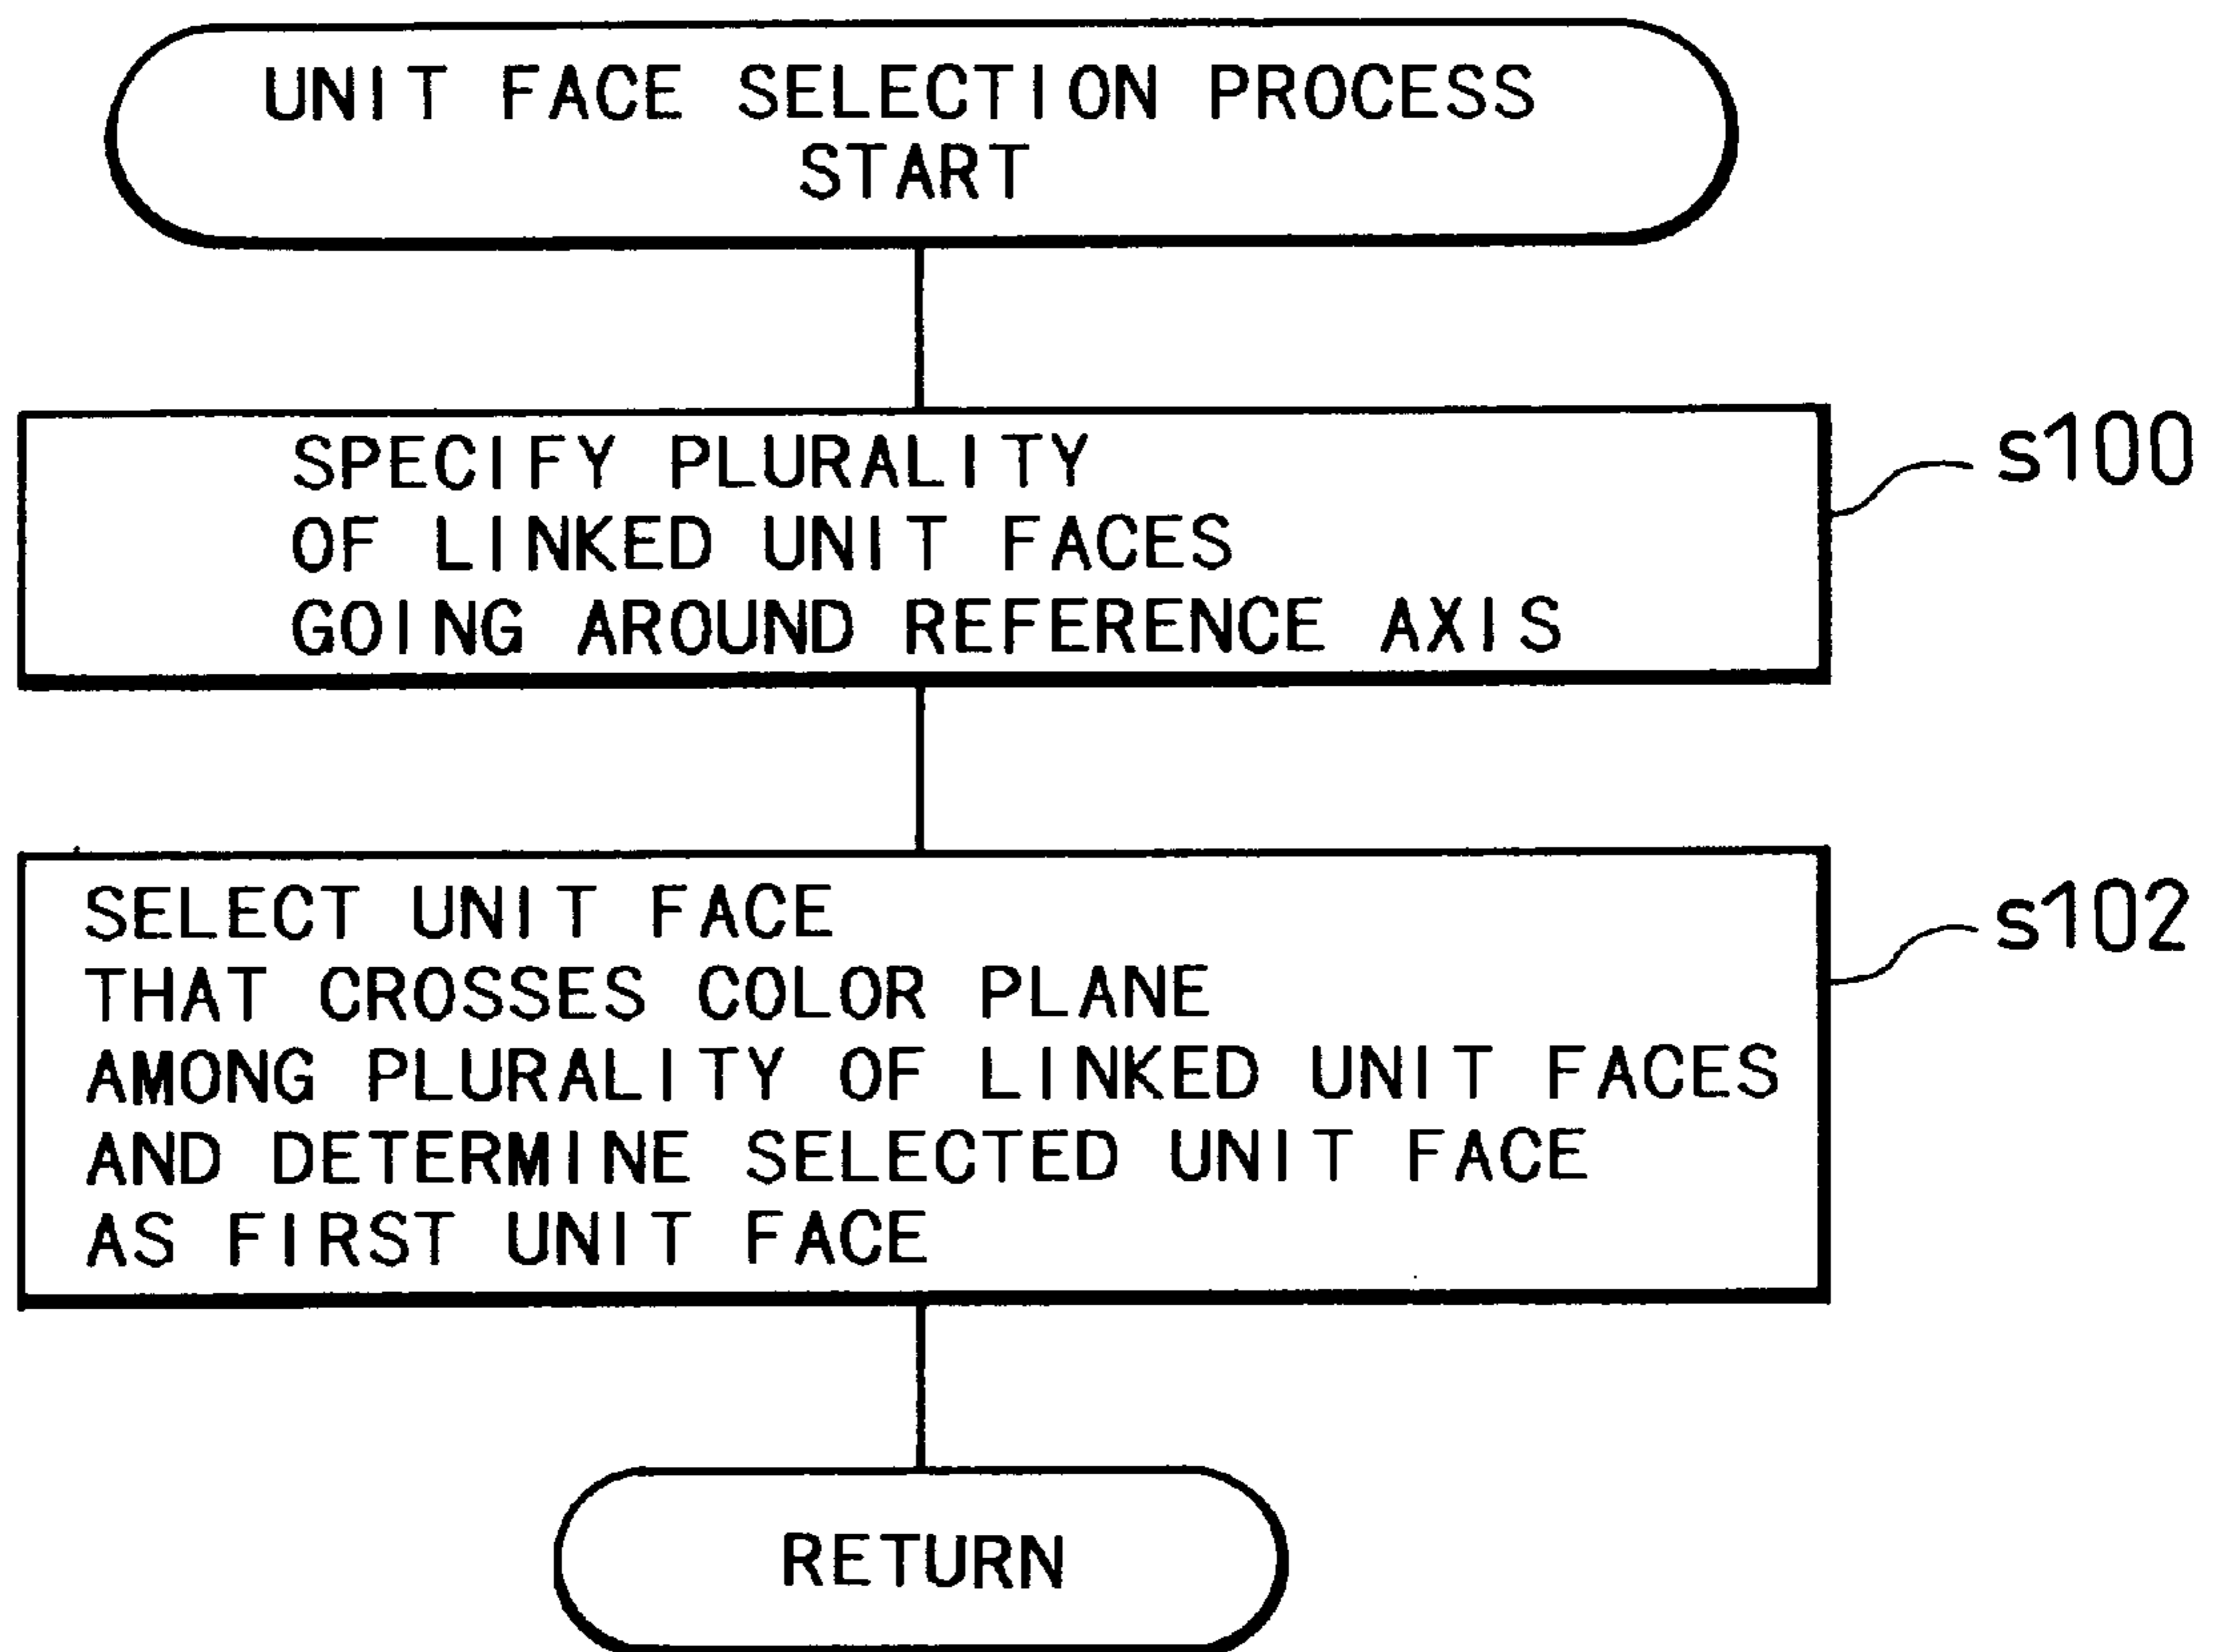 UNIT FACE SELECTION PROCESS
START
SPECIFY PLURALITY
OF LINKED UNIT FACES
GOING AROUND REFERENCE AXIS
s100
SELECT UNIT FACE
THAT CROSSES COLOR PLANE
AMONG PLURALITY OF LINKED UNIT FACES
AND DETERMINE SELECTED UNIT FACE
AS FIRST UNIT FACE
s102
RETURN